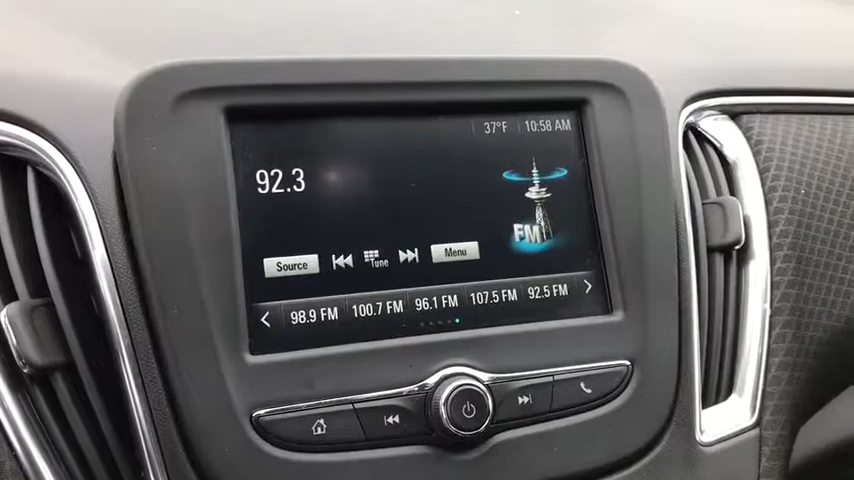 37°F 10:58 AM
92.3
FM
Source Tune Menu
98.9 FM 100.7 FM 96.1 FM 107.5 FM 92.5 FM